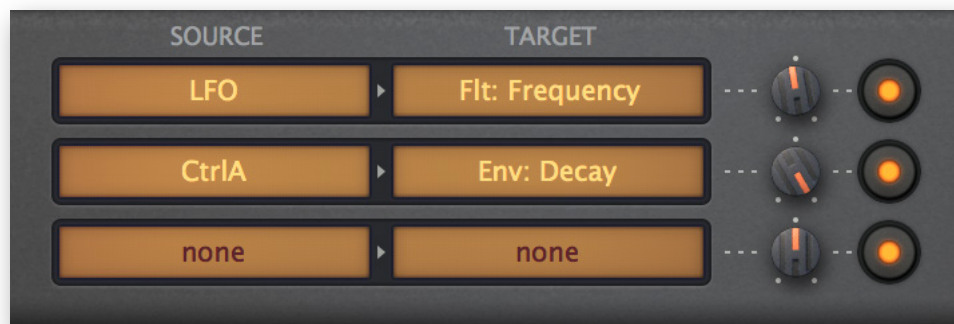 SOURCE TARGET
LFO Flt: Frequency
CtrlA Env: Decay
none none